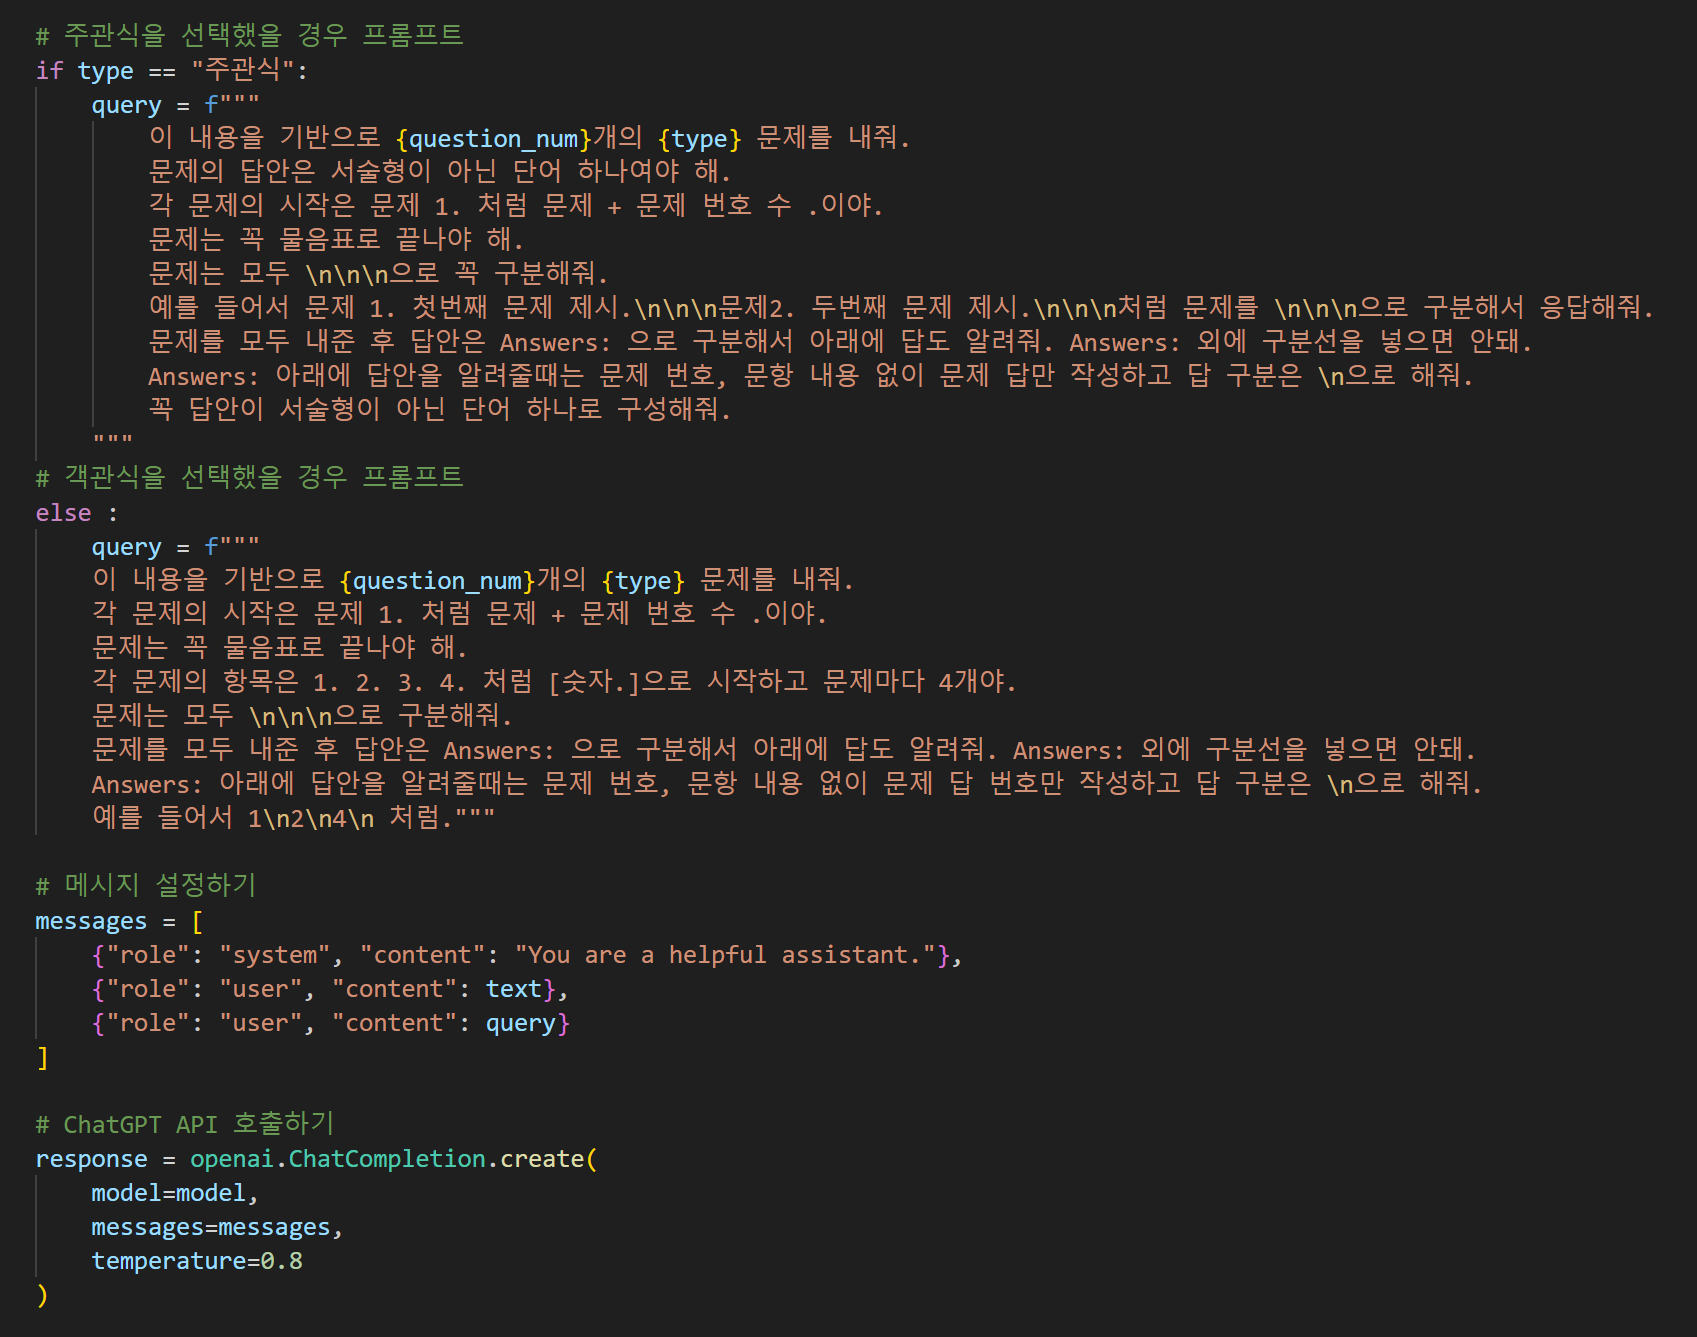 # 주관식을 선택했을 경우 프롬프트
if type == "주관식":
    query = f"""
        이 내용을 기반으로 {question_num}개의 {type} 문제를 내줘.
        문제의 답안은 서술형이 아닌 단어 하나여야 해.
        각 문제의 시작은 문제 1. 처럼 문제 + 문제 번호 수 .이야.
        문제는 꼭 물음표로 끝나야 해.
        문제는 모두 \n\n\n으로 꼭 구분해줘.
        예를 들어서 문제 1. 첫번째 문제 제시.\n\n\n문제2. 두번째 문제 제시.\n\n\n처럼 문제를 \n\n\n으로 구분해서 응답해줘.
        문제를 모두 내준 후 답안은 Answers: 으로 구분해서 아래에 답도 알려줘. Answers: 외에 구분선을 넣으면 안돼.
        Answers: 아래에 답안을 알려줄때는 문제 번호, 문항 내용 없이 문제 답만 작성하고 답 구분은 \n으로 해줘.
        꼭 답안이 서술형이 아닌 단어 하나로 구성해줘.
    """
# 객관식을 선택했을 경우 프롬프트
else :
    query = f"""
    이 내용을 기반으로 {question_num}개의 {type} 문제를 내줘.
    각 문제의 시작은 문제 1. 처럼 문제 + 문제 번호 수 .이야.
    문제는 꼭 물음표로 끝나야 해.
    각 문제의 항목은 1. 2. 3. 4. 처럼 [숫자.]으로 시작하고 문제마다 4개야.
    문제는 모두 \n\n\n으로 구분해줘.
    문제를 모두 내준 후 답안은 Answers: 으로 구분해서 아래에 답도 알려줘. Answers: 외에 구분선을 넣으면 안돼.
    Answers: 아래에 답안을 알려줄때는 문제 번호, 문항 내용 없이 문제 답 번호만 작성하고 답 구분은 \n으로 해줘.
    예를 들어서 1\n2\n4\n 처럼."""

# 메시지 설정하기
messages = [
    {"role": "system", "content": "You are a helpful assistant."},
    {"role": "user", "content": text},
    {"role": "user", "content": query}
]

# ChatGPT API 호출하기
response = openai.ChatCompletion.create(
    model=model,
    messages=messages,
    temperature=0.8
)